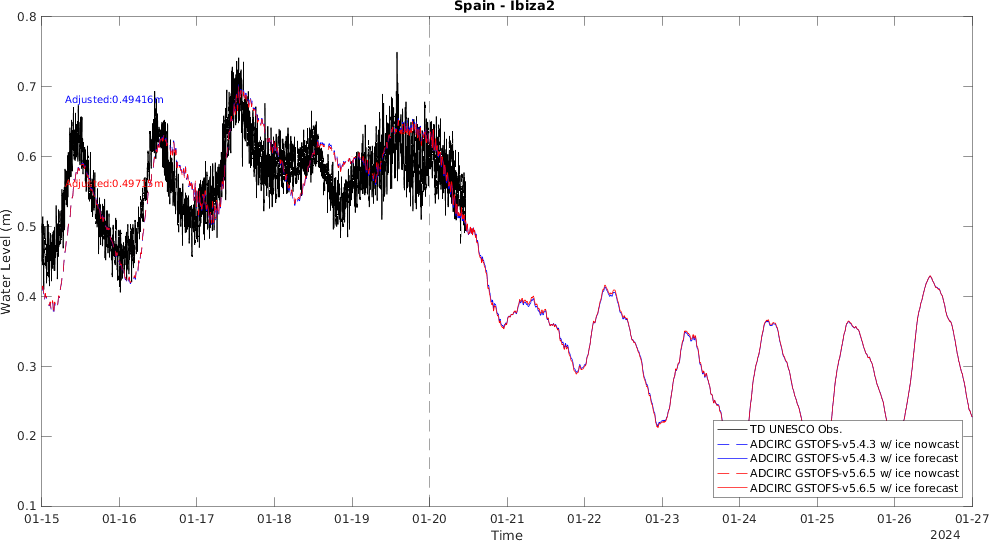 Spain - Ibiza2
Water Level (m)
0.8
0.7
0.6
0.5
0.4
0.3
0.2
0.1
Adjusted:0.49416m
TD UNESCO Obs.
ADCIRC GSTOFS-v5.4.3 w/ ice nowcast
ADCIRC GSTOFS-v5.4.3 w/ ice forecast
ADCIRC GSTOFS-v5.6.5 w/ ice nowcast
ADCIRC GSTOFS-v5.6.5 w/ ice forecast
01-15 01-16 01-17 01-18 01-19 01-20 01-21 01-22 01-23 01-24 01-25 01-26 01-27
Time
2024